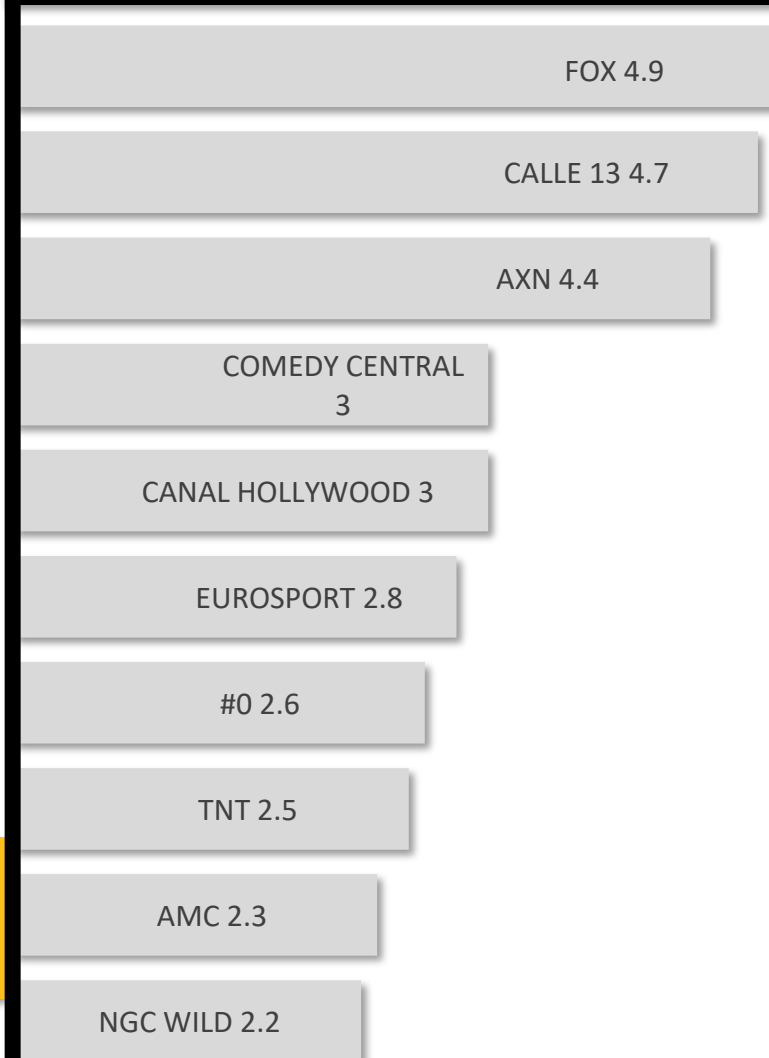 FOX 4.9
CALLE 13 4.7
AXN 4.4
COMEDY CENTRAL
3
CANAL HOLLYWOOD 3
EUROSPORT 2.8
#0 2.6
TNT 2.5
AMC 2.3
NGC WILD 2.2